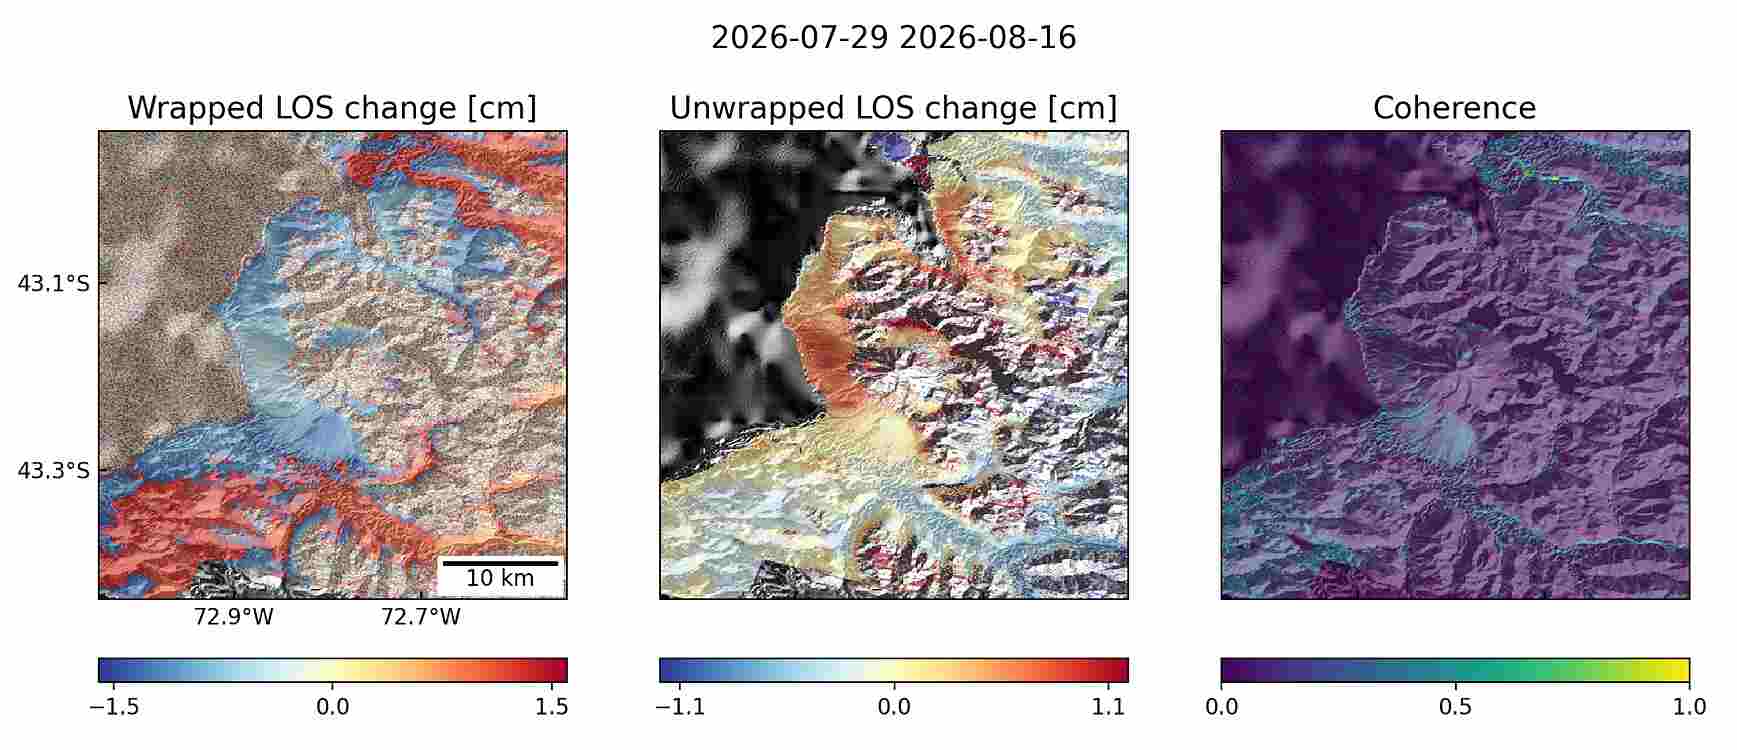 2026-07-29 2026-08-16
Wrapped LOS change [cm]
Unwrapped LOS change [cm]
Coherence
43.1°S
43.3°S
10 km
72.9°W
72.7°W
−1.5
0.0
1.5
−1.1
0.0
1.1
0.0
0.5
1.0